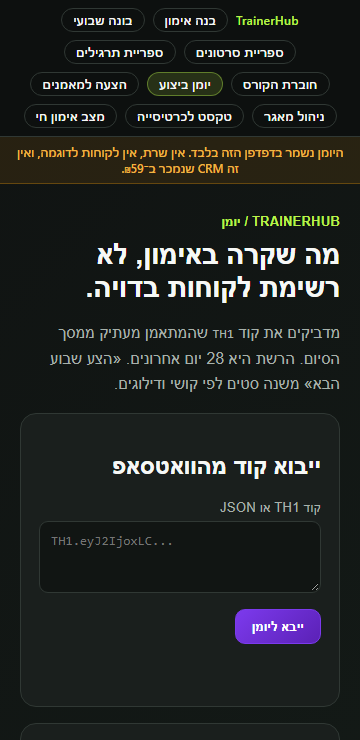 TrainerHub
בנה אימון
בונה שבועי
ספריית סרטונים
ספריית תרגילים
חוברת הקורס
יומן ביצוע
הצעה למאמנים
ניהול מאגר
טקסט לכרטיסייה
מצב אימון חי
היומן נשמר בדפדפן הזה בלבד. אין שרת, אין לקוחות לדוגמה, ואין
זה CRM שנמכר ב־59₪.
TRAINERHUB / יומן
מה שקרה באימון, לא
רשימת לקוחות בדויה.
מדביקים את קוד TH1 שהמתאמן מעתיק ממסך
הסיום. הרשת היא 28 יום אחרונים. «הצע שבוע
הבא» משנה סטים לפי קושי ודילוגים.
ייבוא קוד מהוואטסאפ
קוד TH1 או JSON
TH1.eyJ2IjoxLC...
ייבא ליומן